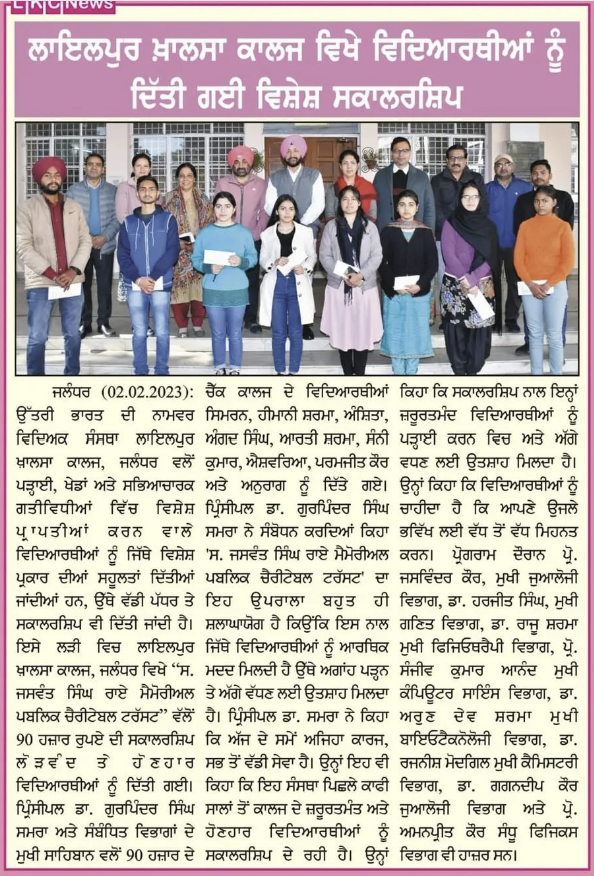 LKC News
ਲਾਇਲਪੁਰ ਖ਼ਾਲਸਾ ਕਾਲਜ ਵਿਖੇ ਵਿਦਿਆਰਥੀਆਂ ਨੂੰ
ਦਿੱਤੀ ਗਈ ਵਿਸ਼ੇਸ਼ ਸਕਾਲਰਸ਼ਿਪ
ਜਲੰਧਰ (02.02.2023):
ਉੱਤਰੀ ਭਾਰਤ ਦੀ ਨਾਮਵਰ
ਵਿਦਿਅਕ ਸੰਸਥਾ ਲਾਇਲਪੁਰ
ਖ਼ਾਲਸਾ ਕਾਲਜ, ਜਲੰਧਰ ਵਲੋਂ
ਪੜ੍ਹਾਈ, ਖੇਡਾਂ ਅਤੇ ਸਭਿਆਚਾਰਕ
ਗਤੀਵਿਧੀਆਂ ਵਿੱਚ ਵਿਸ਼ੇਸ਼
ਪ੍ਰਾਪਤੀਆਂ ਕਰਨ ਵਾਲੇ
ਵਿਦਿਆਰਥੀਆਂ ਨੂੰ ਜਿੱਥੇ ਵਿਸ਼ੇਸ਼
ਪ੍ਰਕਾਰ ਦੀਆਂ ਸਹੂਲਤਾਂ ਦਿੱਤੀਆਂ
ਜਾਂਦੀਆਂ ਹਨ, ਉੱਥੇ ਵੱਡੀ ਪੱਧਰ ਤੇ
ਸਕਾਲਰਸ਼ਿਪ ਵੀ ਦਿੱਤੀ ਜਾਂਦੀ ਹੈ।
ਇਸੇ ਲੜੀ ਵਿਚ ਲਾਇਲਪੁਰ
ਖ਼ਾਲਸਾ ਕਾਲਜ, ਜਲੰਧਰ ਵਿਖੇ “ਸ.
ਜਸਵੰਤ ਸਿੰਘ ਰਾਏ ਮੈਮੋਰੀਅਲ
ਪਬਲਿਕ ਚੈਰੀਟੇਬਲ ਟਰੱਸਟ” ਵੱਲੋਂ
90 ਹਜ਼ਾਰ ਰੁਪਏ ਦੀ ਸਕਾਲਰਸ਼ਿਪ
ਲੋੜਵੰਦ ਤੇ ਹੋਣਹਾਰ
ਵਿਦਿਆਰਥੀਆਂ ਨੂੰ ਦਿੱਤੀ ਗਈ।
ਪ੍ਰਿੰਸੀਪਲ ਡਾ. ਗੁਰਪਿੰਦਰ ਸਿੰਘ
ਸਮਰਾ ਅਤੇ ਸੰਬੰਧਿਤ ਵਿਭਾਗਾਂ ਦੇ
ਮੁਖੀ ਸਾਹਿਬਾਨ ਵਲੋਂ 90 ਹਜ਼ਾਰ ਦੇ
ਚੈੱਕ ਕਾਲਜ ਦੇ ਵਿਦਿਆਰਥੀਆਂ
ਸਿਮਰਨ, ਹੀਮਾਨੀ ਸ਼ਰਮਾ, ਅੰਸ਼ਿਤਾ,
ਅੰਗਦ ਸਿੰਘ, ਆਰਤੀ ਸ਼ਰਮਾ, ਸੰਨੀ
ਕੁਮਾਰ, ਐਸ਼ਵਰਿਆ, ਪਰਮਜੀਤ ਕੌਰ
ਅਤੇ ਅਨੁਰਾਗ ਨੂੰ ਦਿੱਤੇ ਗਏ।
ਪ੍ਰਿੰਸੀਪਲ ਡਾ. ਗੁਰਪਿੰਦਰ ਸਿੰਘ
ਸਮਰਾ ਨੇ ਸੰਬੋਧਨ ਕਰਦਿਆਂ ਕਿਹਾ
'ਸ. ਜਸਵੰਤ ਸਿੰਘ ਰਾਏ ਮੈਮੋਰੀਅਲ
ਪਬਲਿਕ ਚੈਰੀਟੇਬਲ ਟਰੱਸਟ' ਦਾ
ਇਹ ਉਪਰਾਲਾ ਬਹੁਤ ਹੀ
ਸ਼ਲਾਘਾਯੋਗ ਹੈ ਕਿਉਂਕਿ ਇਸ ਨਾਲ
ਜਿੱਥੇ ਵਿਦਿਆਰਥੀਆਂ ਨੂੰ ਆਰਥਿਕ
ਮਦਦ ਮਿਲਦੀ ਹੈ ਉੱਥੇ ਅਗਾਂਹ ਪੜ੍ਹਨ
ਤੇ ਅੱਗੇ ਵੱਧਣ ਲਈ ਉਤਸ਼ਾਹ ਮਿਲਦਾ
ਹੈ। ਪ੍ਰਿੰਸੀਪਲ ਡਾ. ਸਮਰਾ ਨੇ ਕਿਹਾ
ਕਿ ਅੱਜ ਦੇ ਸਮੇਂ ਅਜਿਹਾ ਕਾਰਜ,
ਸਭ ਤੋਂ ਵੱਡੀ ਸੇਵਾ ਹੈ। ਉਨ੍ਹਾਂ ਇਹ ਵੀ
ਕਿਹਾ ਕਿ ਇਹ ਸੰਸਥਾ ਪਿਛਲੇ ਕਾਫੀ
ਸਾਲਾਂ ਤੋਂ ਕਾਲਜ ਦੇ ਜ਼ਰੂਰਤਮੰਦ ਅਤੇ
ਹੋਣਹਾਰ ਵਿਦਿਆਰਥੀਆਂ ਨੂੰ
ਸਕਾਲਰਸ਼ਿਪ ਦੇ ਰਹੀ ਹੈ। ਉਨ੍ਹਾਂ
ਕਿਹਾ ਕਿ ਸਕਾਲਰਸ਼ਿਪ ਨਾਲ ਇਨ੍ਹਾਂ
ਜ਼ਰੂਰਤਮੰਦ ਵਿਦਿਆਰਥੀਆਂ ਨੂੰ
ਪੜ੍ਹਾਈ ਕਰਨ ਵਿਚ ਅਤੇ ਅੱਗੇ
ਵਧਣ ਲਈ ਉਤਸ਼ਾਹ ਮਿਲਦਾ ਹੈ।
ਉਨ੍ਹਾਂ ਕਿਹਾ ਕਿ ਵਿਦਿਆਰਥੀਆਂ ਨੂੰ
ਚਾਹੀਦਾ ਹੈ ਕਿ ਆਪਣੇ ਉਜਲੇ
ਭਵਿੱਖ ਲਈ ਵੱਧ ਤੋਂ ਵੱਧ ਮਿਹਨਤ
ਕਰਨ। ਪ੍ਰੋਗਰਾਮ ਦੌਰਾਨ ਪ੍ਰੋ.
ਜਸਵਿੰਦਰ ਕੌਰ, ਮੁਖੀ ਜੁਆਲੋਜੀ
ਵਿਭਾਗ, ਡਾ. ਹਰਜੀਤ ਸਿੰਘ, ਮੁਖੀ
ਗਣਿਤ ਵਿਭਾਗ, ਡਾ. ਰਾਜੂ ਸ਼ਰਮਾ
ਮੁਖੀ ਫਿਜਿਓਥਰੈਪੀ ਵਿਭਾਗ, ਪ੍ਰੋ.
ਸੰਜੀਵ ਕੁਮਾਰ ਆਨੰਦ ਮੁਖੀ
ਕੰਪਿਊਟਰ ਸਾਇੰਸ ਵਿਭਾਗ, ਡਾ.
ਅਰੁਣ ਦੇਵ ਸ਼ਰਮਾ ਮੁਖੀ
ਬਾਇਓਟੈਕਨੋਲੋਜੀ ਵਿਭਾਗ, ਡਾ.
ਰਜਨੀਸ਼ ਮੋਦਗਿਲ ਮੁਖੀ ਕੈਮਿਸਟਰੀ
ਵਿਭਾਗ, ਡਾ. ਗਗਨਦੀਪ ਕੌਰ
ਜੁਆਲੋਜੀ ਵਿਭਾਗ ਅਤੇ ਪ੍ਰੋ.
ਅਮਨਪ੍ਰੀਤ ਕੌਰ ਸੰਧੂ ਫਿਜਿਕਸ
ਵਿਭਾਗ ਵੀ ਹਾਜ਼ਰ ਸਨ।